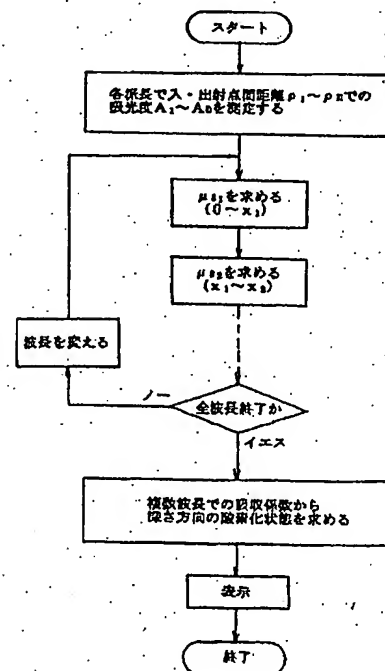 スタート
各波長で入・出射点間距離ρ₁～ρnでの
吸光度A₁～Anを測定する
μa₁を求める
(0～x₁)
μa₂を求める
(x₁～x₂)
波長を変える
ノー
全波長終了か
イエス
複数波長での吸収係数から
深さ方向の酸素化状態を求める
表示
終了